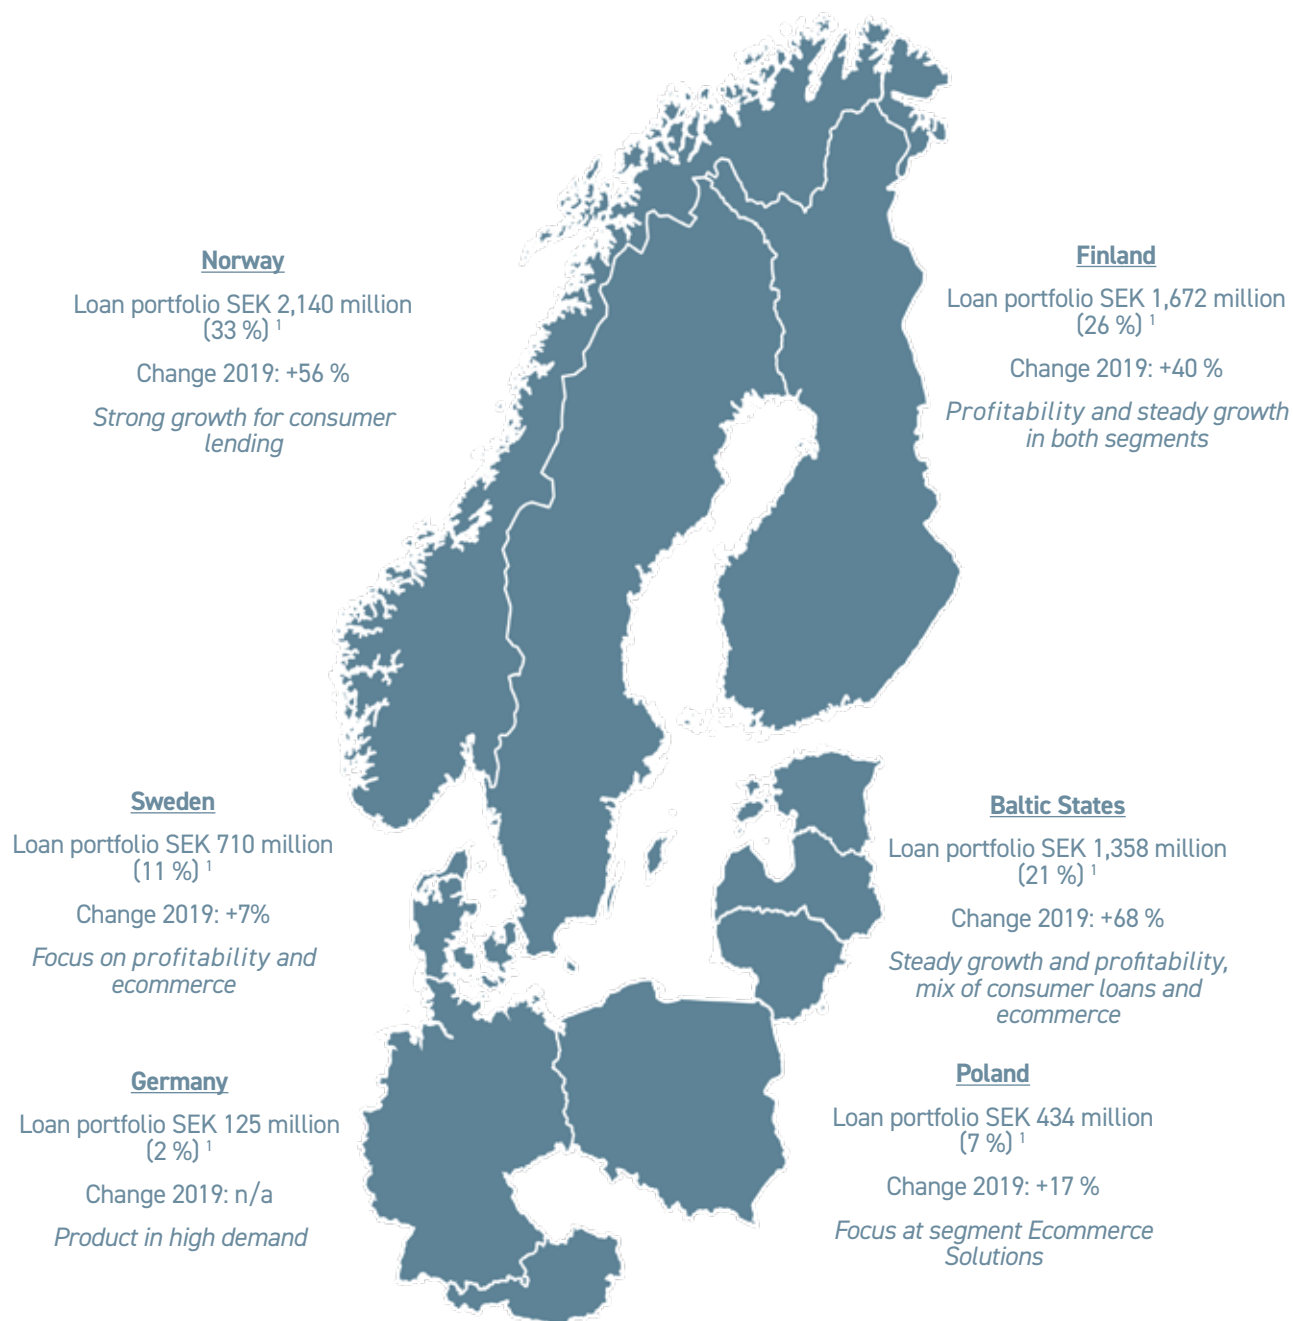 Norway
Loan portfolio SEK 2,140 million
(33 %) 1
Change 2019: +56 %
Strong growth for consumer
lending
Finland
Loan portfolio SEK 1,672 million
(26 %) 1
Change 2019: +40 %
Profitability and steady growth
in both segments
Sweden
Loan portfolio SEK 710 million
(11 %) 1
Change 2019: +7%
Focus on profitability and
ecommerce
Baltic States
Loan portfolio SEK 1,358 million
(21 %) 1
Change 2019: +68 %
Steady growth and profitability,
mix of consumer loans and
ecommerce
Germany
Loan portfolio SEK 125 million
(2 %) 1
Change 2019: n/a
Product in high demand
Poland
Loan portfolio SEK 434 million
(7 %) 1
Change 2019: +17 %
Focus at segment Ecommerce
Solutions